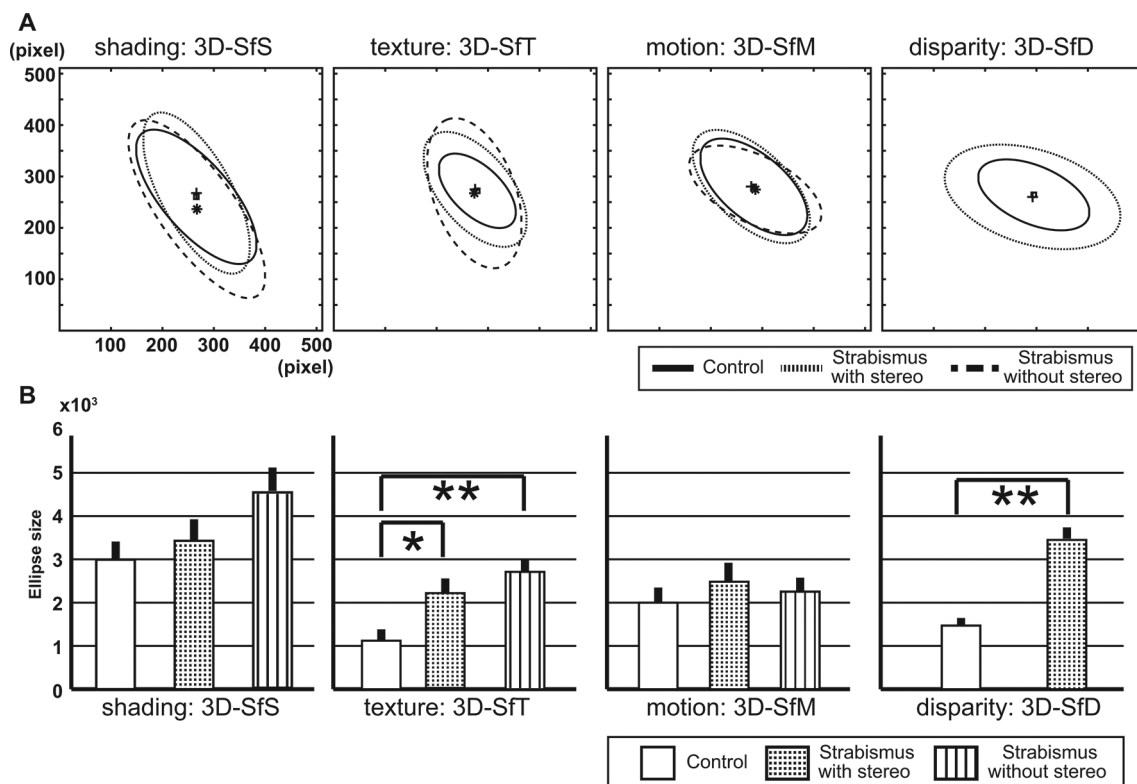 A
(pixel)
shading: 3D-SfS
texture: 3D-SfT
motion: 3D-SfM
disparity: 3D-SfD
500
400
300
200
100
100 200 300 400 500
(pixel)
Control
Strabismus
with stereo
Strabismus
without stereo
B
x10³
Ellipse size
5
4
3
2
1
0
**
*
**
shading: 3D-SfS
texture: 3D-SfT
motion: 3D-SfM
disparity: 3D-SfD
Control
Strabismus
with stereo
Strabismus
without stereo